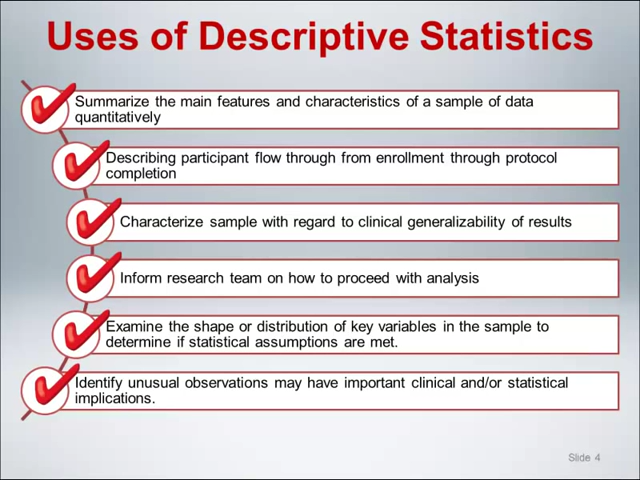 Uses of Descriptive Statistics
Summarize the main features and characteristics of a sample of data
quantitatively
Describing participant flow through from enrollment through protocol
completion
Characterize sample with regard to clinical generalizability of results
Inform research team on how to proceed with analysis
Examine the shape or distribution of key variables in the sample to
determine if statistical assumptions are met.
Identify unusual observations may have important clinical and/or statistical
implications.
Slide 4